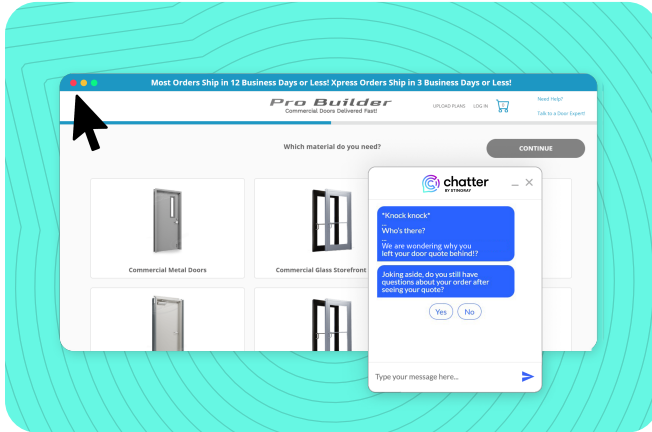 Most Orders Ship in 12 Business Days or Less! Xpress Orders Ship in 3 Business Days or Less!
Pro Builder
Commercial Doors Delivered Fast!
UPLOAD PLANS LOG IN
Need Help?
Talk to a Door Expert!
Which material do you need?
CONTINUE
Commercial Metal Doors
Commercial Glass Storefront
chatter
BY STINGRAY
*Knock knock*
...
Who's there?
...
We are wondering why you
left your door quote behind!?
Joking aside, do you still have
questions about your order after
seeing your quote?
Yes No
Type your message here...